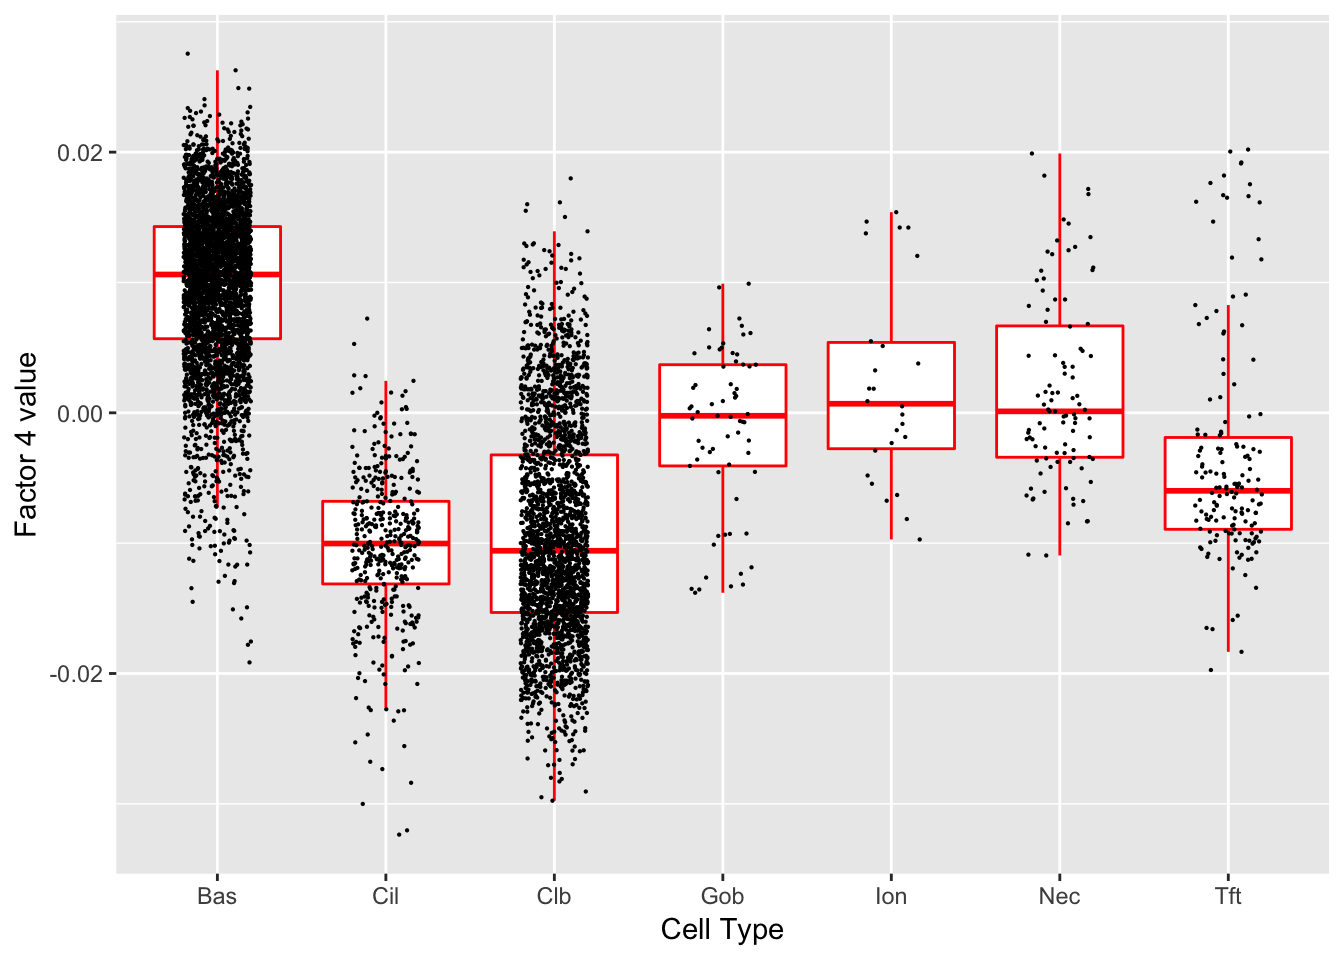 Factor 4 value
0.02
0.00
-0.02
Bas Cil Clb Gob Ion Nec Tft
Cell Type